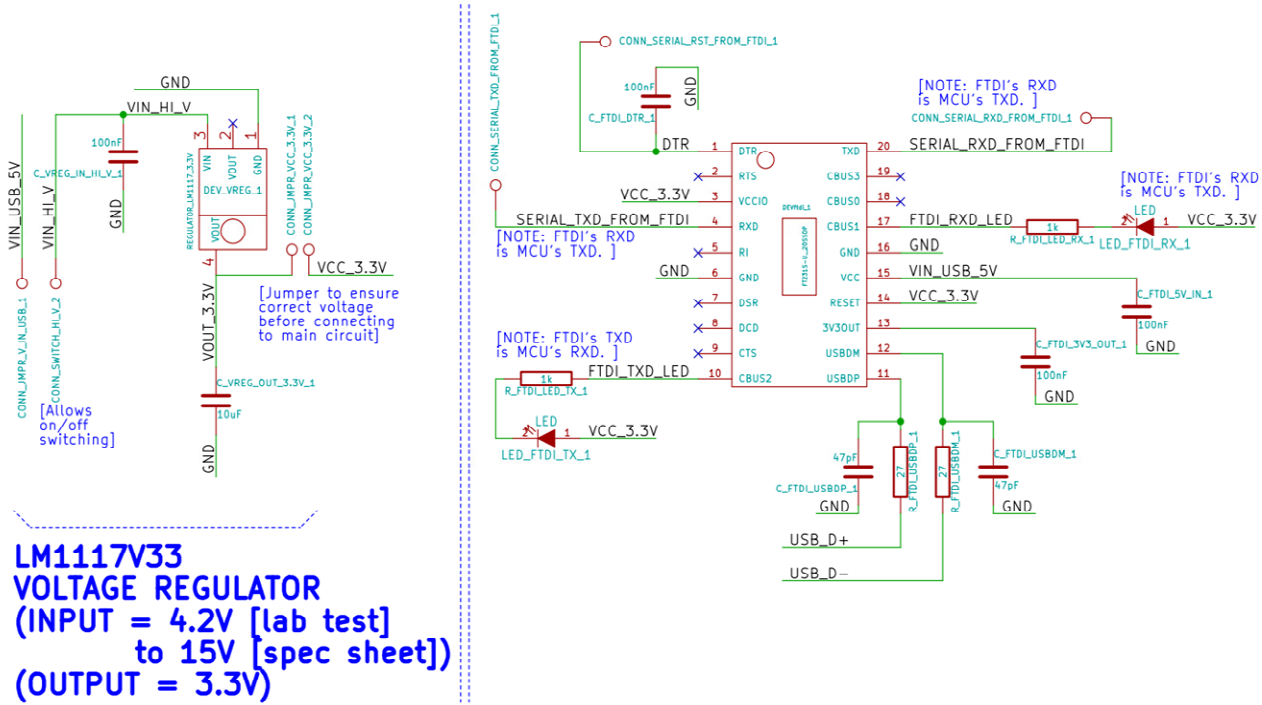 GND
VIN_HI_V
3
2
1
VIN
VOUT
GND
100nF
C_VREG_IN_HI_V_1
DEV_VREG_1
REGULATOR_LM1117_3.3V
VOUT
4
GND
VIN_USB_5V
VIN_HI_V
CONN_JMPR_V_IN_USB_1
CONN_SWITCH_HI_V_2
CONN_JMPR_VCC_3.3V_1
CONN_JMPR_VCC_3.3V_2
VCC_3.3V
[Jumper to ensure
correct voltage
before connecting
to main circuit]
VOUT_3.3V
C_VREG_OUT_3.3V_1
10uF
GND
[Allows
on/off
switching]
LM1117V33
VOLTAGE REGULATOR
(INPUT = 4.2V [lab test]
to 15V [spec sheet])
(OUTPUT = 3.3V)
CONN_SERIAL_TXD_FROM_FTDI_1
CONN_SERIAL_RST_FROM_FTDI_1
100nF
GND
C_FTDI_DTR_1
[NOTE: FTDI's RXD
is MCU's TXD. ]
CONN_SERIAL_RXD_FROM_FTDI_1
DTR 1 DTR TXD 20 SERIAL_RXD_FROM_FTDI
2 RTS CBUS3 19
VCC_3.3V 3 VCCIO CBUS0 18
SERIAL_TXD_FROM_FTDI 4 RXD CBUS1 17 FTDI_RXD_LED
5 RI GND 16 GND
GND 6 GND VCC 15 VIN_USB_5V
7 DSR RESET 14 VCC_3.3V
8 DCD 3V3OUT 13
9 CTS USBDM 12
FTDI_TXD_LED 10 CBUS2 USBDP 11
[NOTE: FTDI's RXD
is MCU's TXD. ]
[NOTE: FTDI's TXD
is MCU's RXD. ]
1k
R_FTDI_LED_TX_1
LED
2 1 VCC_3.3V
LED_FTDI_TX_1
[NOTE: FTDI's RXD
is MCU's TXD. ]
1k
R_FTDI_LED_RX_1
LED
2 1 VCC_3.3V
LED_FTDI_RX_1
C_FTDI_5V_IN_1
100nF
GND
C_FTDI_3V3_OUT_1
100nF
GND
47pF
C_FTDI_USBDP_1
GND
27
R_FTDI_USBDP_1
27
R_FTDI_USBDM_1
C_FTDI_USBDM_1
47pF
GND
USB_D+
USB_D-